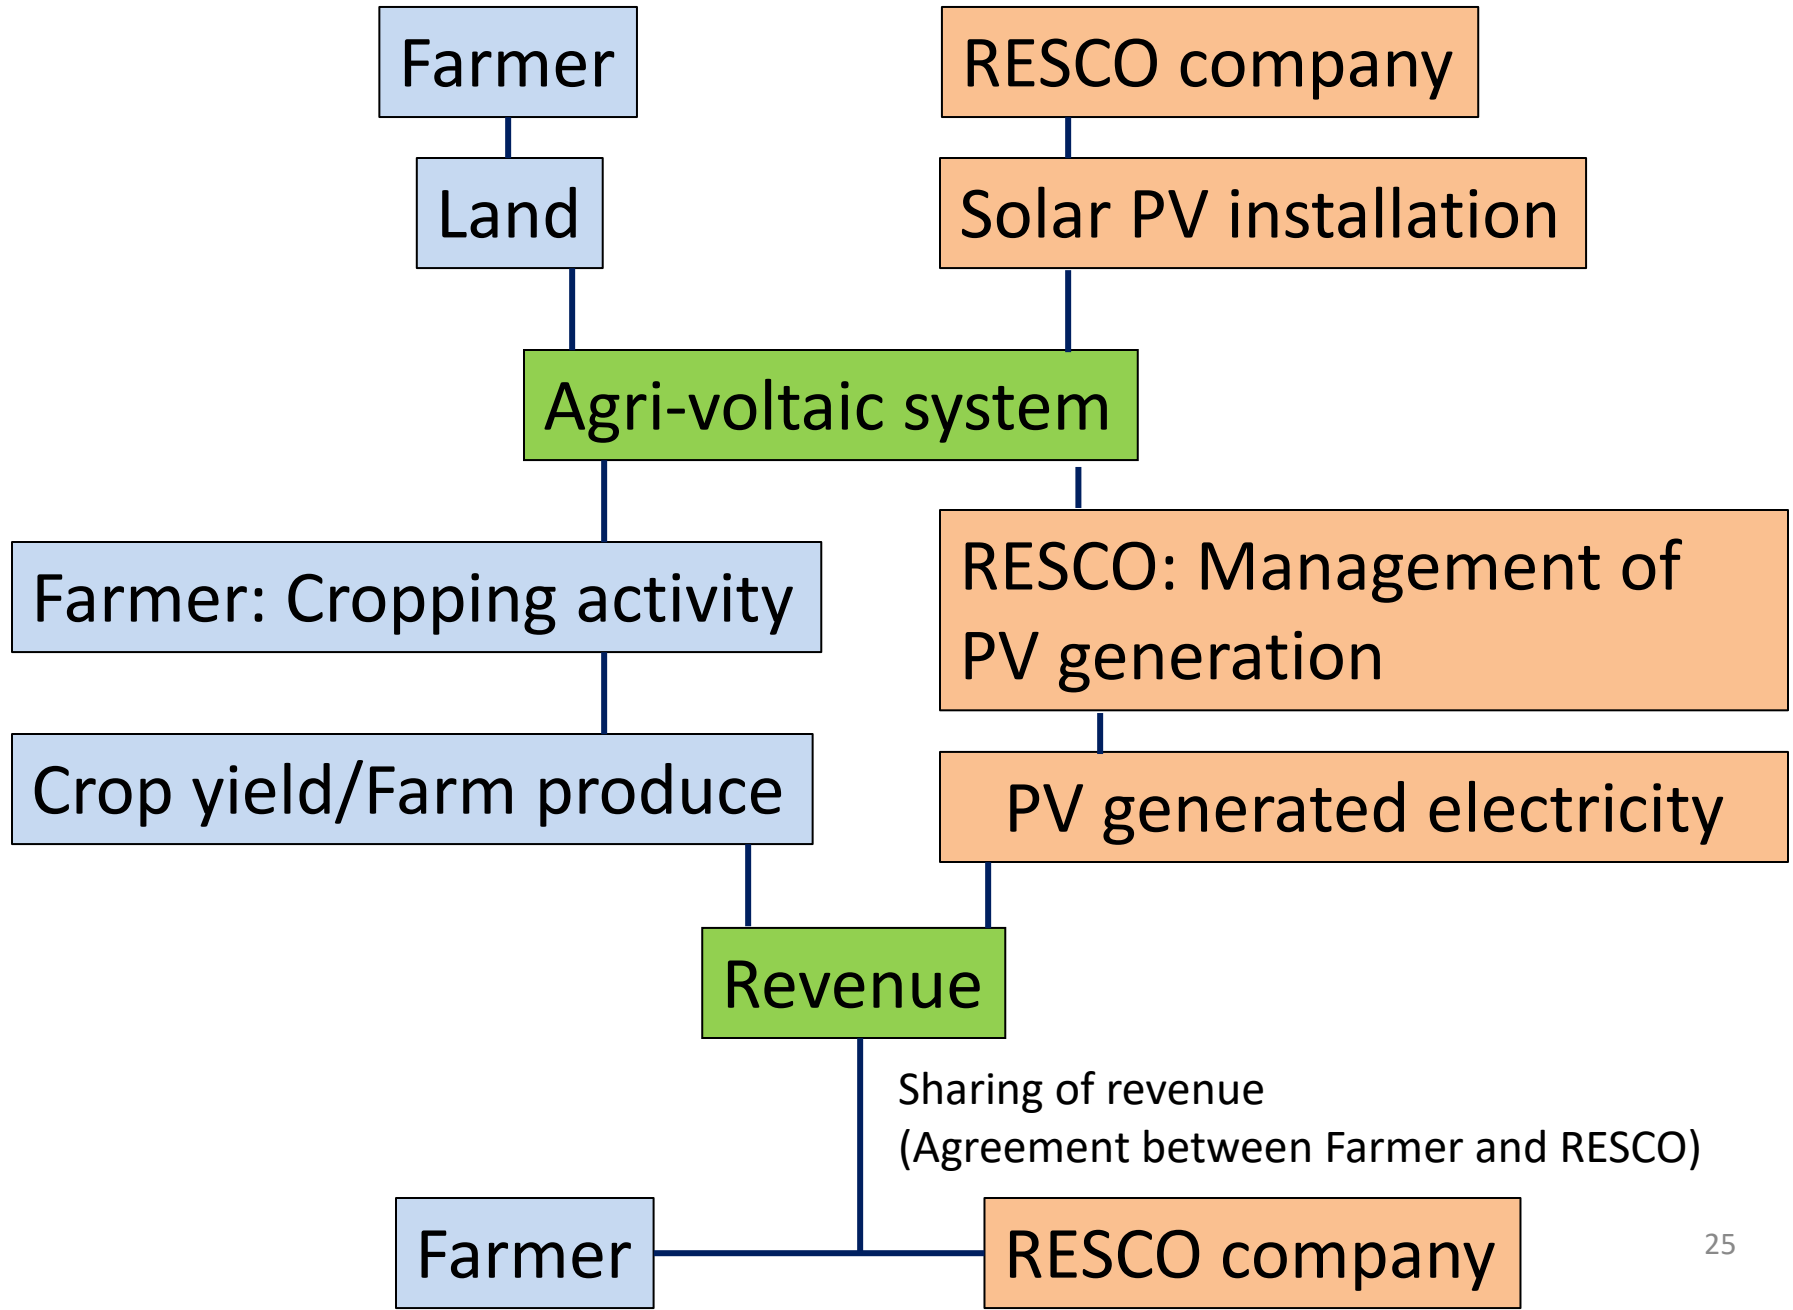 Farmer
RESCO company
Land
Solar PV installation
Agri-voltaic system
Farmer: Cropping activity
RESCO: Management of
PV generation
Crop yield/Farm produce
PV generated electricity
Revenue
Sharing of revenue
(Agreement between Farmer and RESCO)
Farmer
RESCO company
25